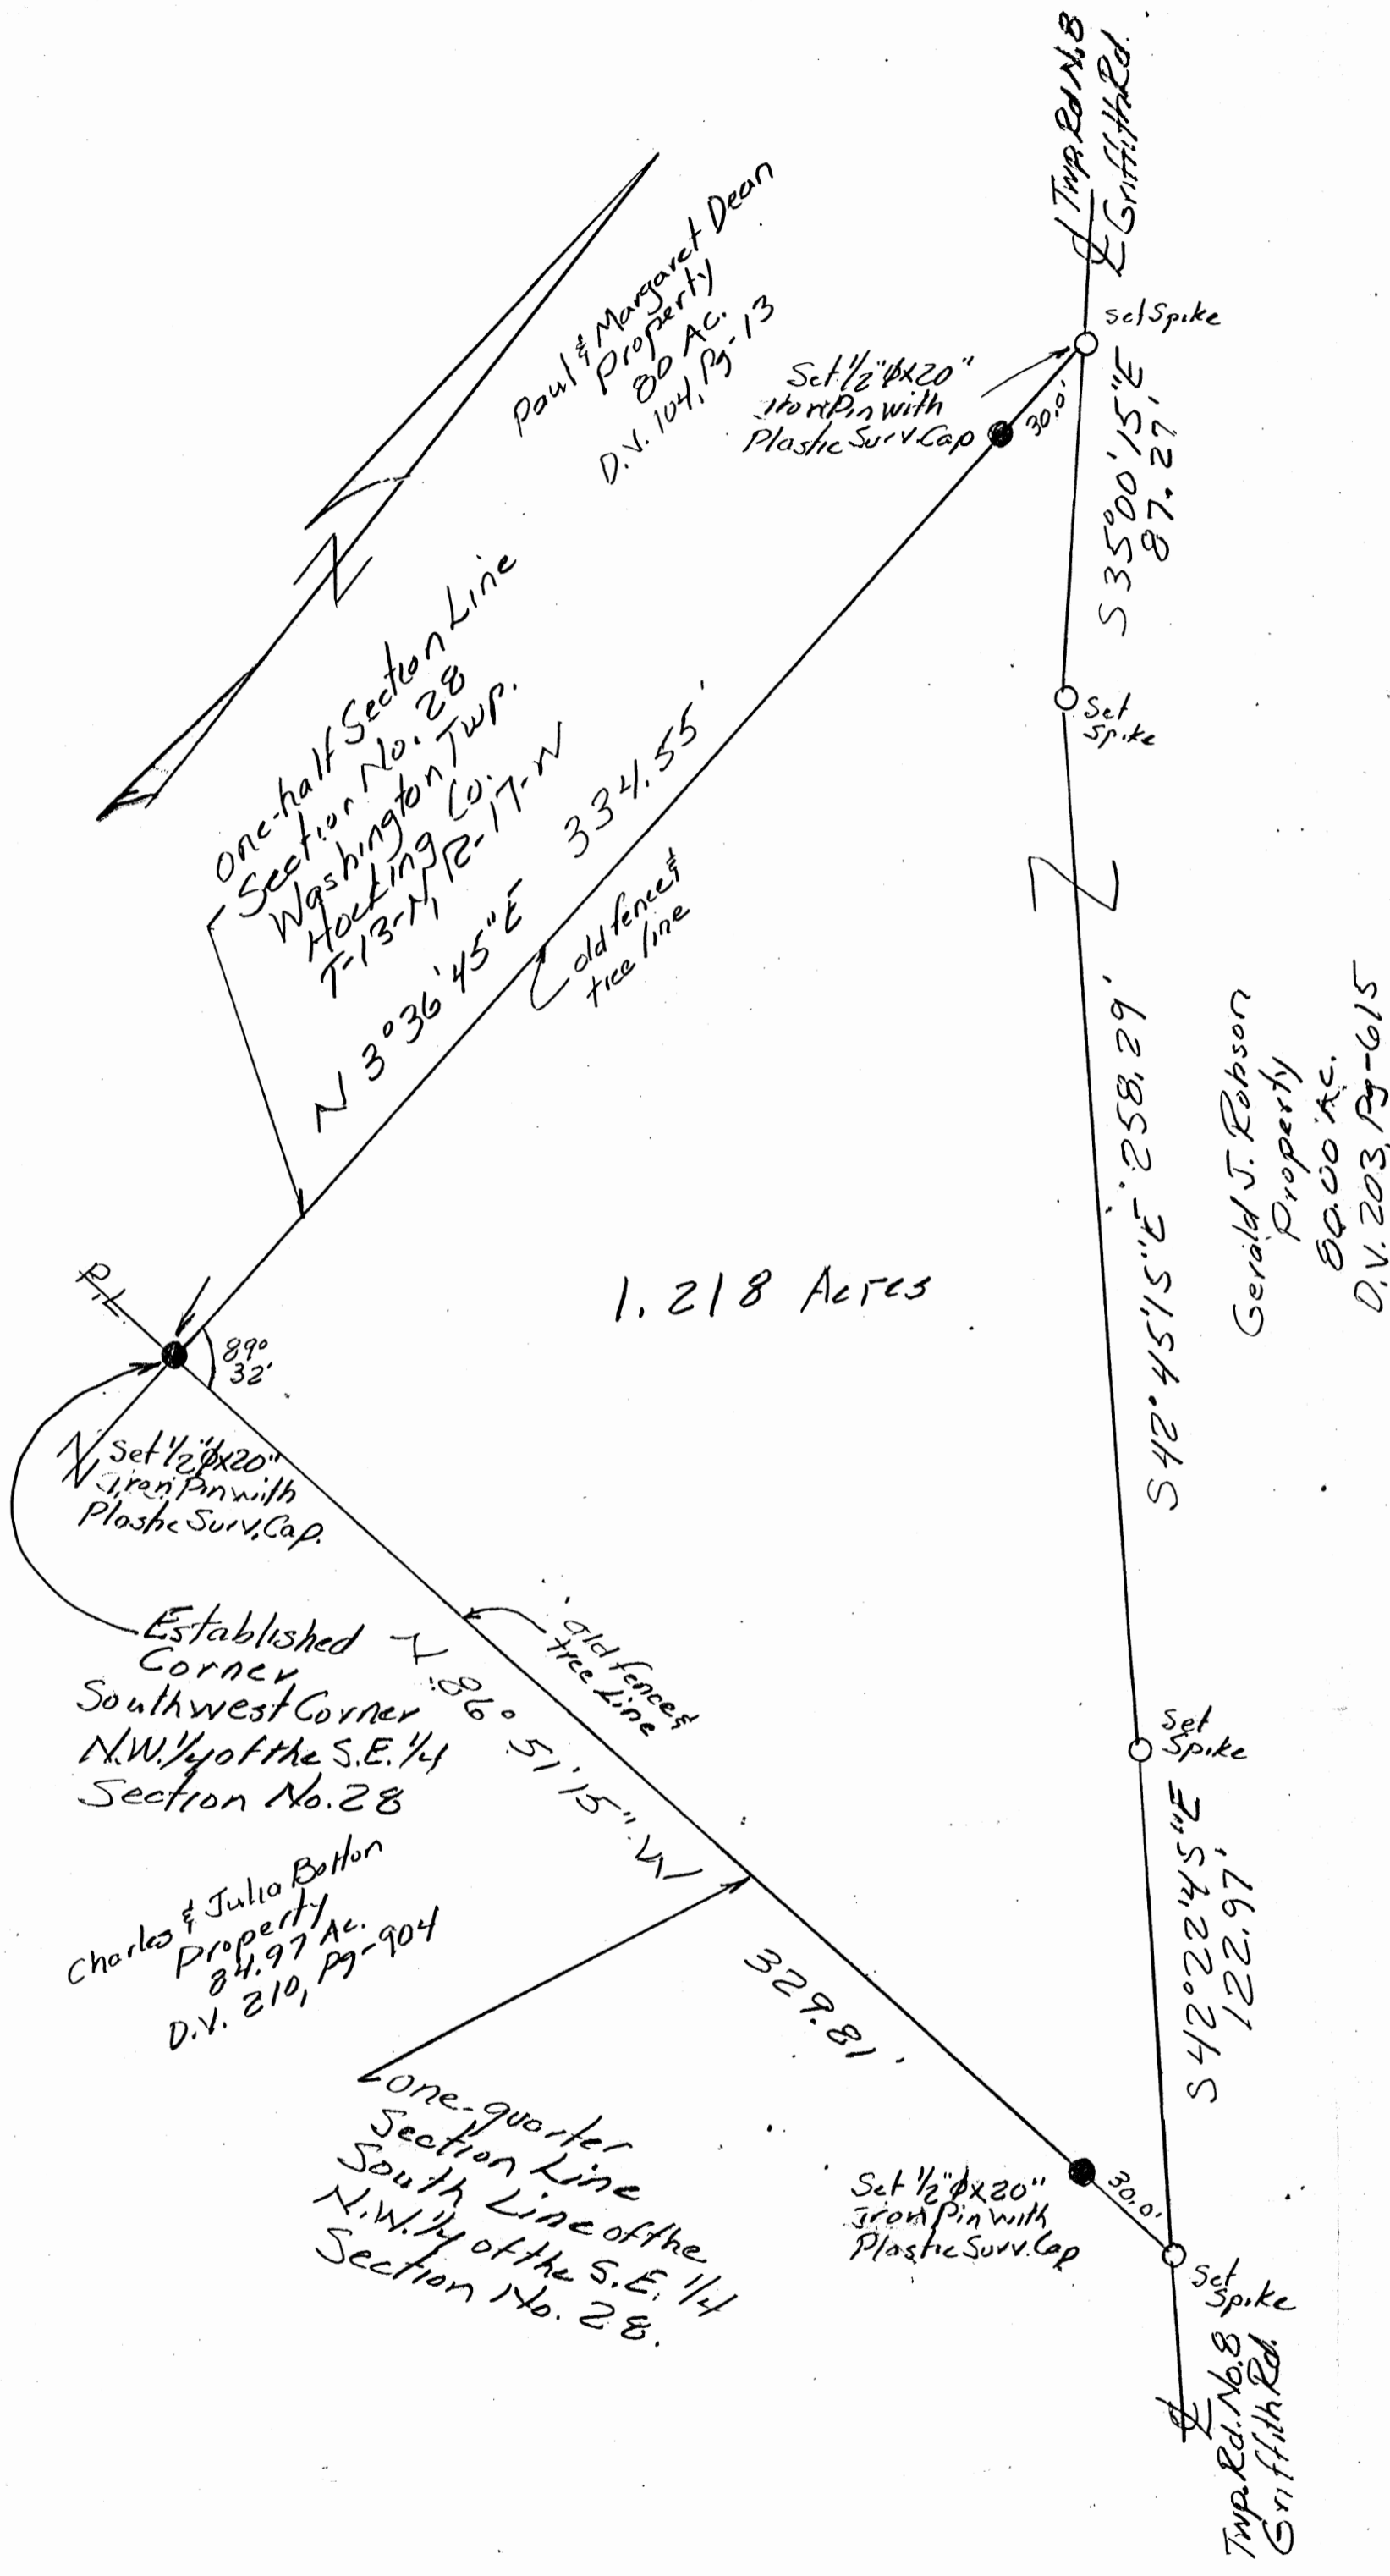 Twp. Rd No. 8
℄ Griffith Rd.
Paul & Margaret Dean
Property
80 Ac.
D.V. 104, Pg-13
set Spike
Set 1/2"ϕx20"
Iron Pin with
Plastic Surv. Cap
30.0'
S 35°00'15"E
87.27'
Set
Spike
N
One-half Section Line
Section No. 28
Washington Twp.
Hocking Co.
T-13-N, R-17-W
N 3°36'45"E 334.55'
old fence &
tree line
P.L.
89°
32'
1.218 Acres
S 42°45'15"E 258.29'
Gerald J. Robson
Property
80.00 Ac.
D.V. 203, Pg-615
Set 1/2"ϕx20"
Iron Pin with
Plastic Surv. Cap.
Established
Corner
Southwest Corner
N.W. 1/4 of the S.E. 1/4
Section No. 28
old fence &
tree Line
N. 86° 51' 15" W
329.81'
Charles & Julia Botton
Property
84.97 Ac.
D.V. 210, Pg-904
one-quarter
Section Line
South Line of the
N.W. 1/4 of the S.E. 1/4
Section No. 28.
Set
Spike
S 42°22'45"E
122.97'
Set 1/2"ϕx20"
Iron Pin with
Plastic Surv. Cap
30.0'
Set
Spike
℄
Twp. Rd. No. 8
Griffith Rd.